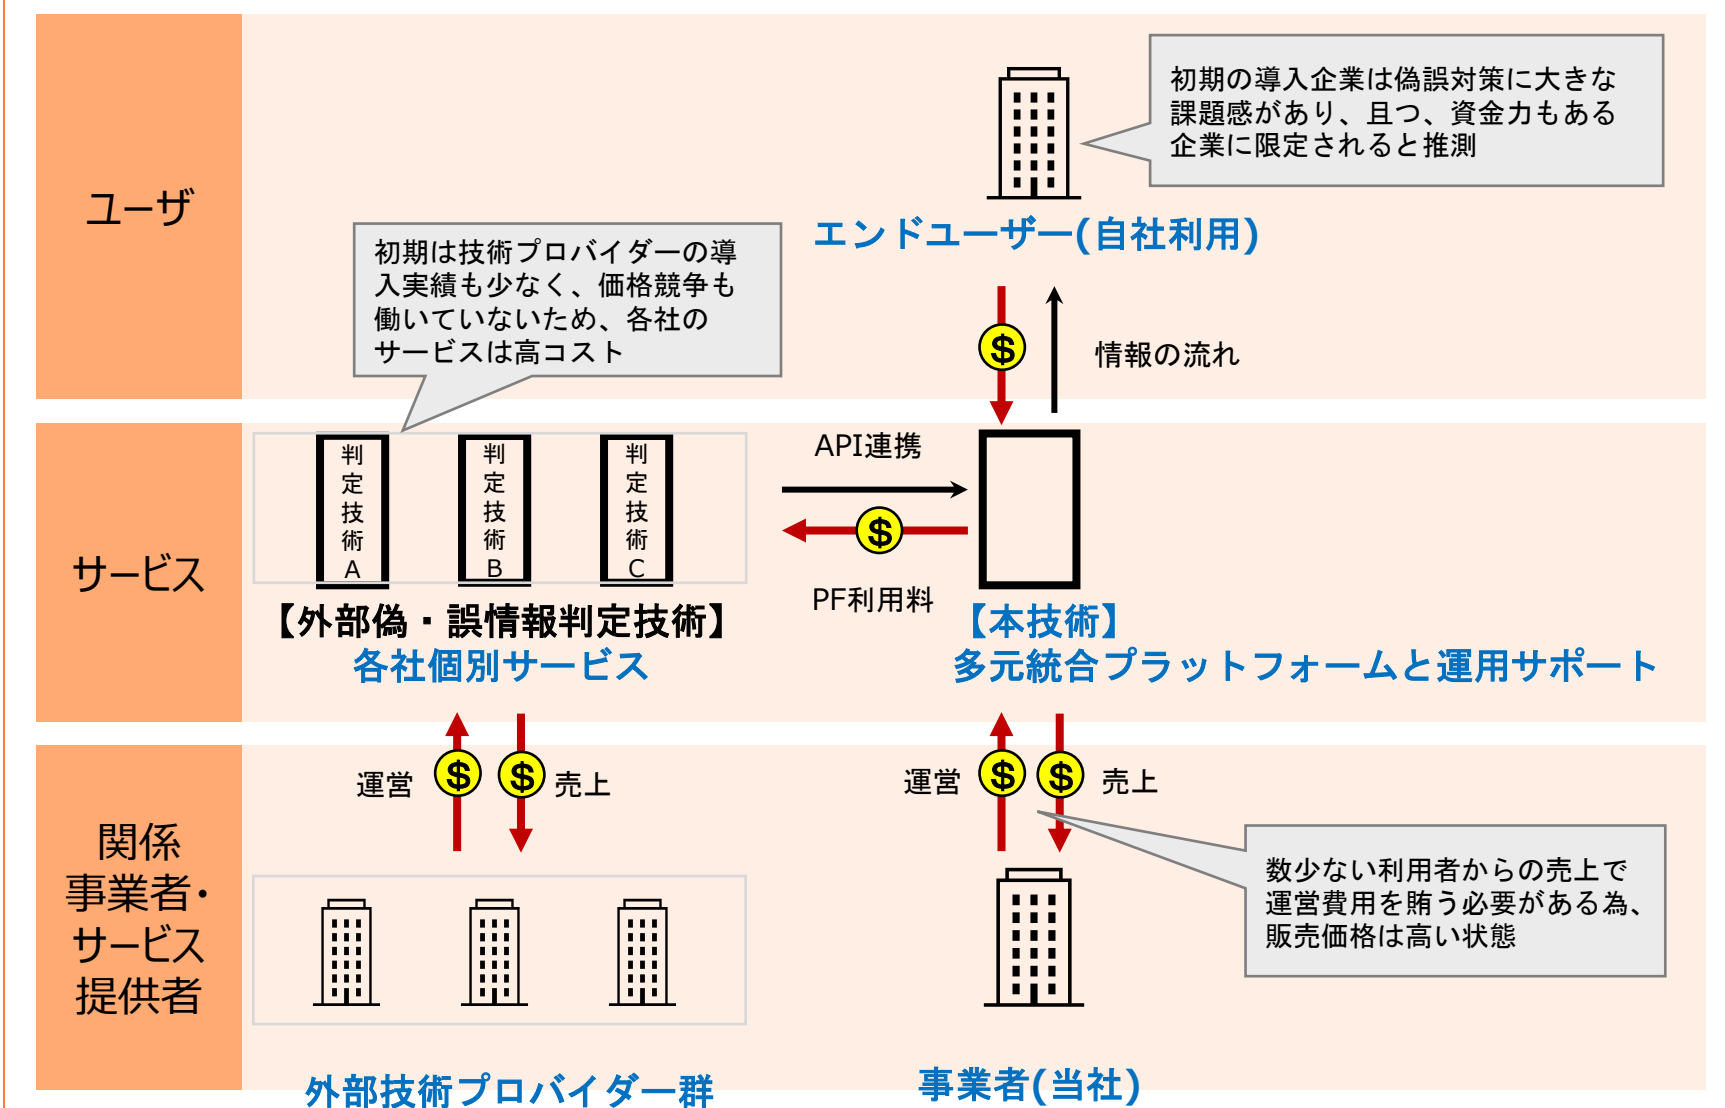 ユーザ
初期の導入企業は偽誤対策に大きな
課題感があり、且つ、資金力もある
企業に限定されると推測
エンドユーザー(自社利用)
初期は技術プロバイダーの導
入実績も少なく、価格競争も
働いていないため、各社の
サービスは高コスト
$
情報の流れ
サービス
判定技術A
判定技術B
判定技術C
API連携
$
PF利用料
【外部偽・誤情報判定技術】
各社個別サービス
【本技術】
多元統合プラットフォームと運用サポート
関係
事業者・
サービス
提供者
運営
$
$
売上
運営
$
$
売上
数少ない利用者からの売上で
運営費用を賄う必要がある為、
販売価格は高い状態
外部技術プロバイダー群
事業者(当社)